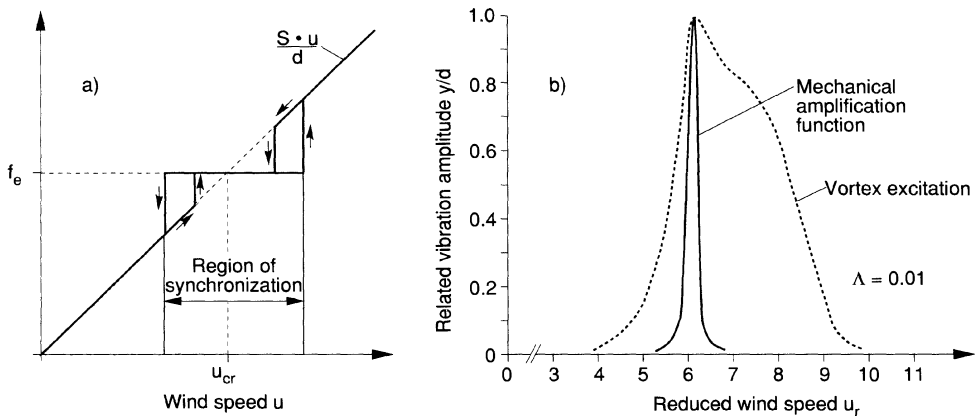 a)
S • u
d
f_e
Region of
synchronization
u_cr
Wind speed u
b)
Related vibration amplitude y/d
1.0
0.8
0.6
0.4
0.2
0
Mechanical
amplification
function
Vortex excitation
Λ = 0.01
0 3 4 5 6 7 8 9 10 11
Reduced wind speed u_r